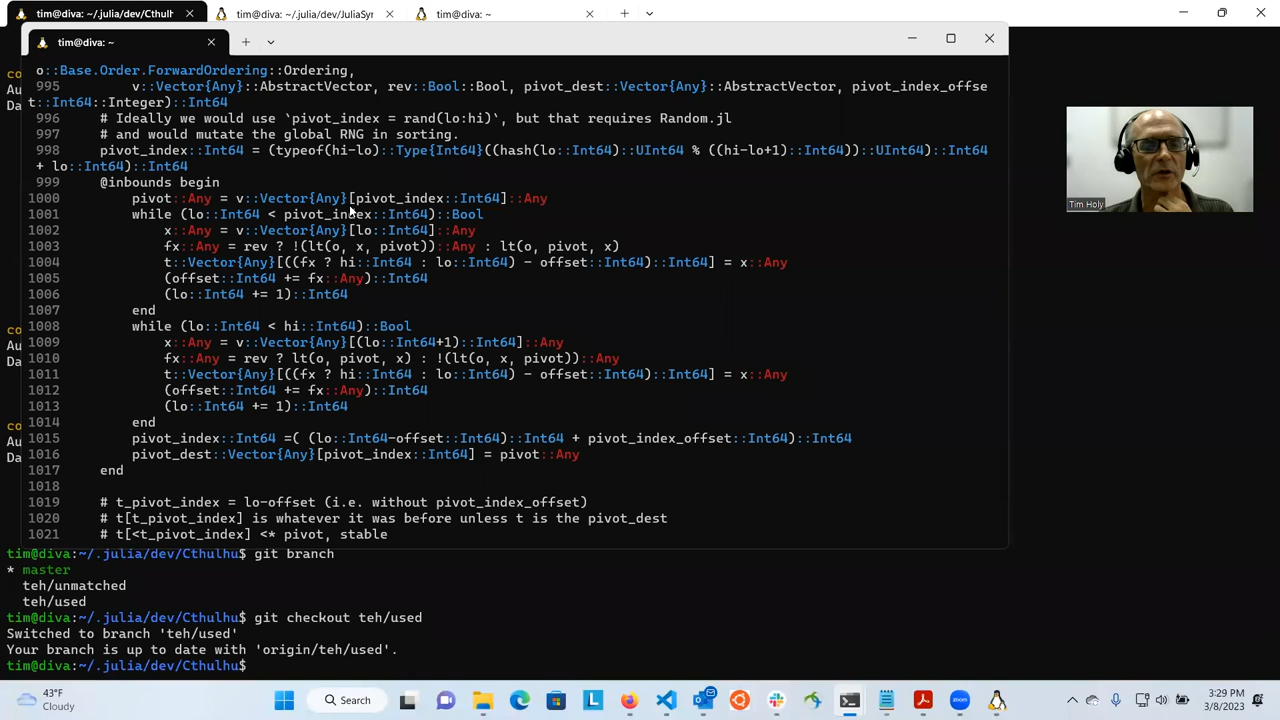 tim@diva: ~/.julia/dev/Cthulh
tim@diva: ~/.julia/dev/JuliaSyr
tim@diva: ~
tim@diva: ~
o::Base.Order.ForwardOrdering::Ordering,
995 v::Vector{Any}::AbstractVector, rev::Bool::Bool, pivot_dest::Vector{Any}::AbstractVector, pivot_index_offse
t::Int64::Integer)::Int64
996 # Ideally we would use `pivot_index = rand(lo:hi)`, but that requires Random.jl
997 # and would mutate the global RNG in sorting.
998 pivot_index::Int64 = (typeof(hi-lo)::Type{Int64}((hash(lo::Int64)::UInt64 % ((hi-lo+1)::Int64))::UInt64)::Int64
+ lo::Int64)::Int64
999 @inbounds begin
1000 pivot::Any = v::Vector{Any}[pivot_index::Int64]::Any
1001 while (lo::Int64 < pivot_index::Int64)::Bool
1002 x::Any = v::Vector{Any}[lo::Int64]::Any
1003 fx::Any = rev ? !(lt(o, x, pivot))::Any : lt(o, pivot, x)
1004 t::Vector{Any}[((fx ? hi::Int64 : lo::Int64) - offset::Int64)::Int64] = x::Any
1005 (offset::Int64 += fx::Any)::Int64
1006 (lo::Int64 += 1)::Int64
1007 end
1008 while (lo::Int64 < hi::Int64)::Bool
1009 x::Any = v::Vector{Any}[(lo::Int64+1)::Int64]::Any
1010 fx::Any = rev ? lt(o, pivot, x) : !(lt(o, x, pivot))::Any
1011 t::Vector{Any}[((fx ? hi::Int64 : lo::Int64) - offset::Int64)::Int64] = x::Any
1012 (offset::Int64 += fx::Any)::Int64
1013 (lo::Int64 += 1)::Int64
1014 end
1015 pivot_index::Int64 =( (lo::Int64-offset::Int64)::Int64 + pivot_index_offset::Int64)::Int64
1016 pivot_dest::Vector{Any}[pivot_index::Int64] = pivot::Any
1017 end
1018
1019 # t_pivot_index = lo-offset (i.e. without pivot_index_offset)
1020 # t[t_pivot_index] is whatever it was before unless t is the pivot_dest
1021 # t[<t_pivot_index] <* pivot, stable
co
Au
Da
co
Da
co
Au
Da
Tim Holy
tim@diva:~/.julia/dev/Cthulhu$ git branch
* master
teh/unmatched
teh/used
tim@diva:~/.julia/dev/Cthulhu$ git checkout teh/used
Switched to branch 'teh/used'
Your branch is up to date with 'origin/teh/used'.
tim@diva:~/.julia/dev/Cthulhu$
43°F
Cloudy
Search
3:29 PM
3/8/2023